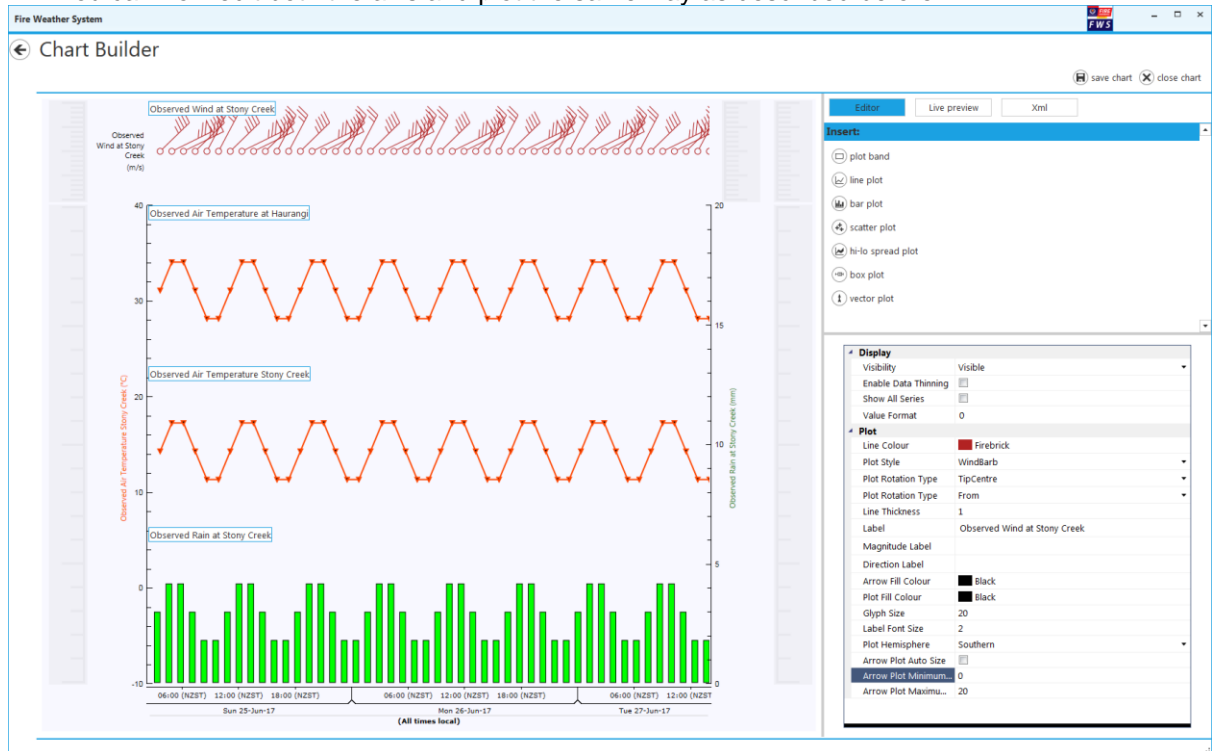 Fire Weather System
FIRE
FWS
Chart Builder
save chart
close chart
Observed Wind at Stony Creek
Observed
Wind at Stony
Creek
(m/s)
40
20
Observed Air Temperature at Haurangi
30
15
Observed Air Temperature Stony Creek
20
10
Observed Air Temperature Stony Creek (°C)
Observed Rain at Stony Creek (mm)
10
Observed Rain at Stony Creek
5
0
-10
0
06:00 (NZST) 12:00 (NZST) 18:00 (NZST) 06:00 (NZST) 12:00 (NZST) 18:00 (NZST) 06:00 (NZST) 12:00 (NZST
Sun 25-Jun-17 Mon 26-Jun-17 Tue 27-Jun-17
(All times local)
Editor Live preview Xml
Insert:
plot band
line plot
bar plot
scatter plot
hi-lo spread plot
box plot
vector plot
Display
Visibility Visible
Enable Data Thinning
Show All Series
Value Format 0
Plot
Line Colour Firebrick
Plot Style WindBarb
Plot Rotation Type TipCentre
Plot Rotation Type From
Line Thickness 1
Label Observed Wind at Stony Creek
Magnitude Label
Direction Label
Arrow Fill Colour Black
Plot Fill Colour Black
Glyph Size 20
Label Font Size 2
Plot Hemisphere Southern
Arrow Plot Auto Size
Arrow Plot Minimum... 0
Arrow Plot Maximu... 20